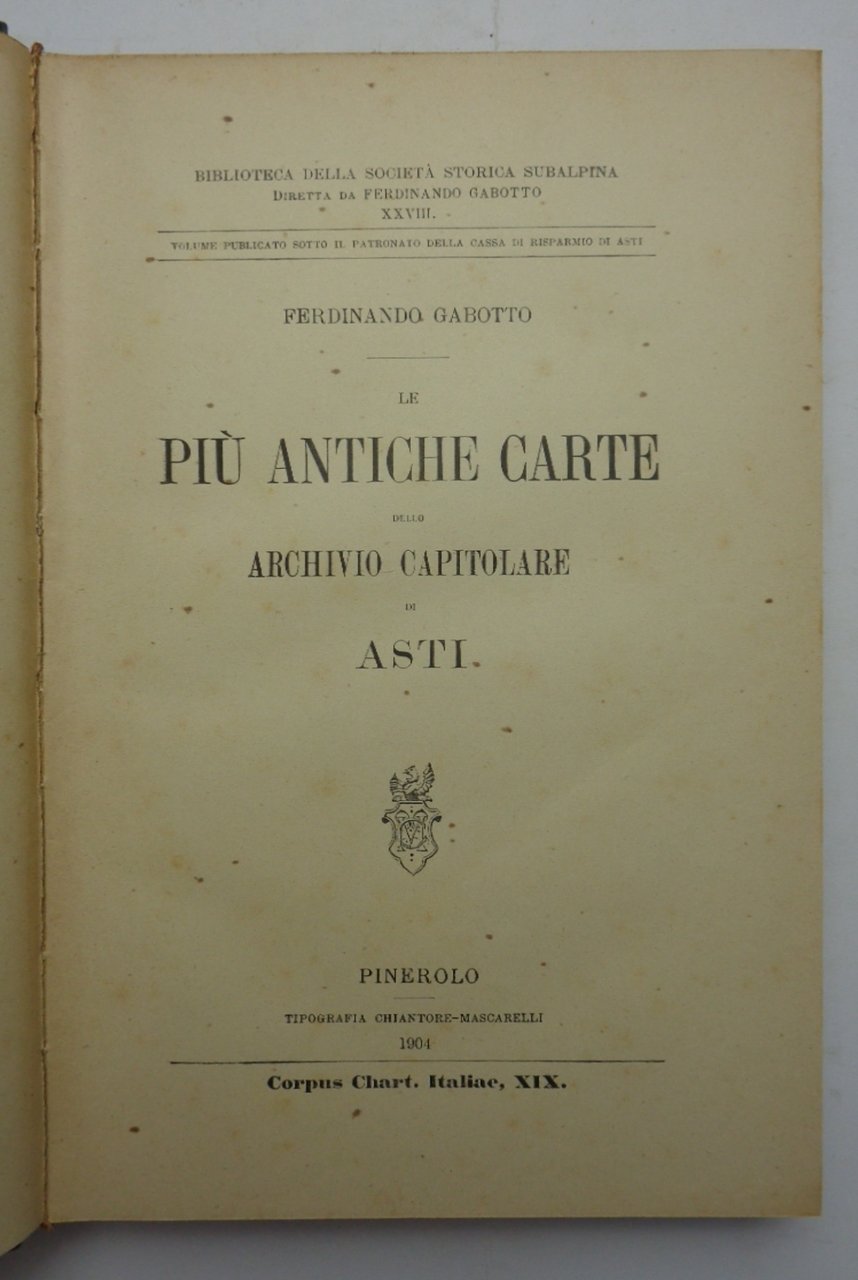 BIBLIOTECA DELLA SOCIETÀ STORICA SUBALPINA
DIRETTA DA FERDINANDO GABOTTO
XXVIII.
VOLUME PUBLICATO SOTTO IL PATRONATO DELLA CASSA DI RISPARMIO DI ASTI
FERDINANDO GABOTTO
LE
PIÙ ANTICHE CARTE
DELLO
ARCHIVIO CAPITOLARE
DI
ASTI.
PINEROLO
TIPOGRAFIA CHIANTORE-MASCARELLI
1904
Corpus Chart. Italiae, XIX.